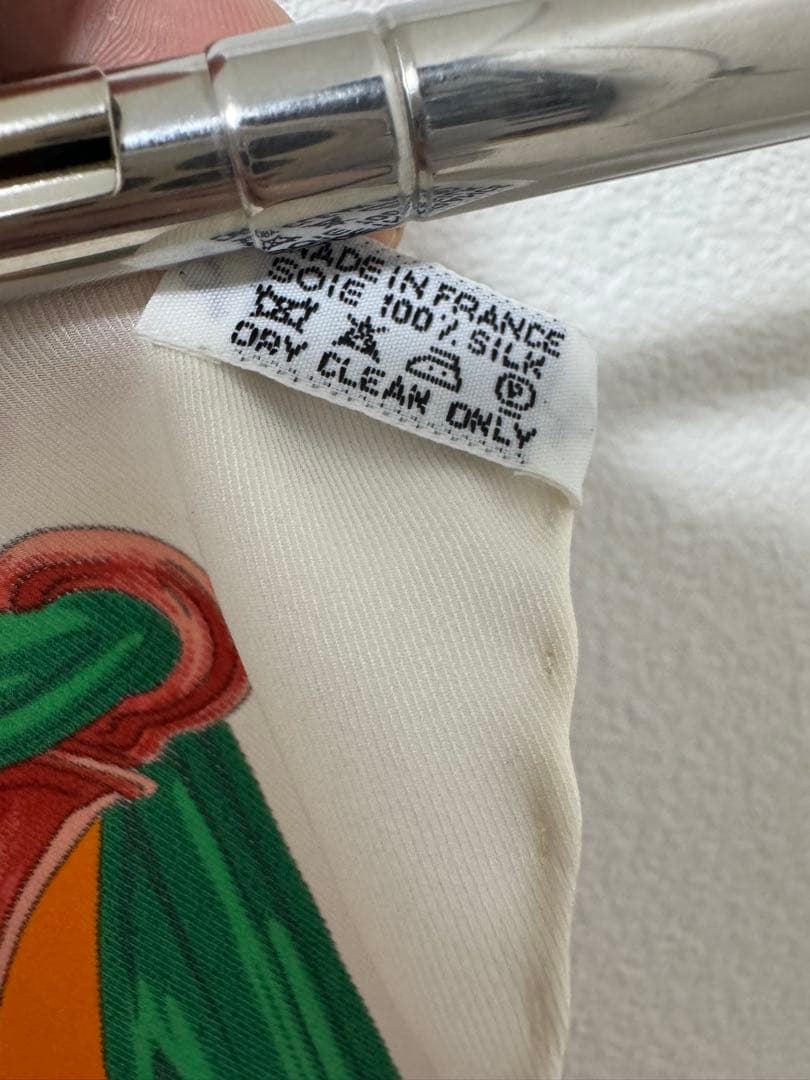 MADE IN FRANCE
SOIE 100% SILK
P
DRY CLEAN ONLY